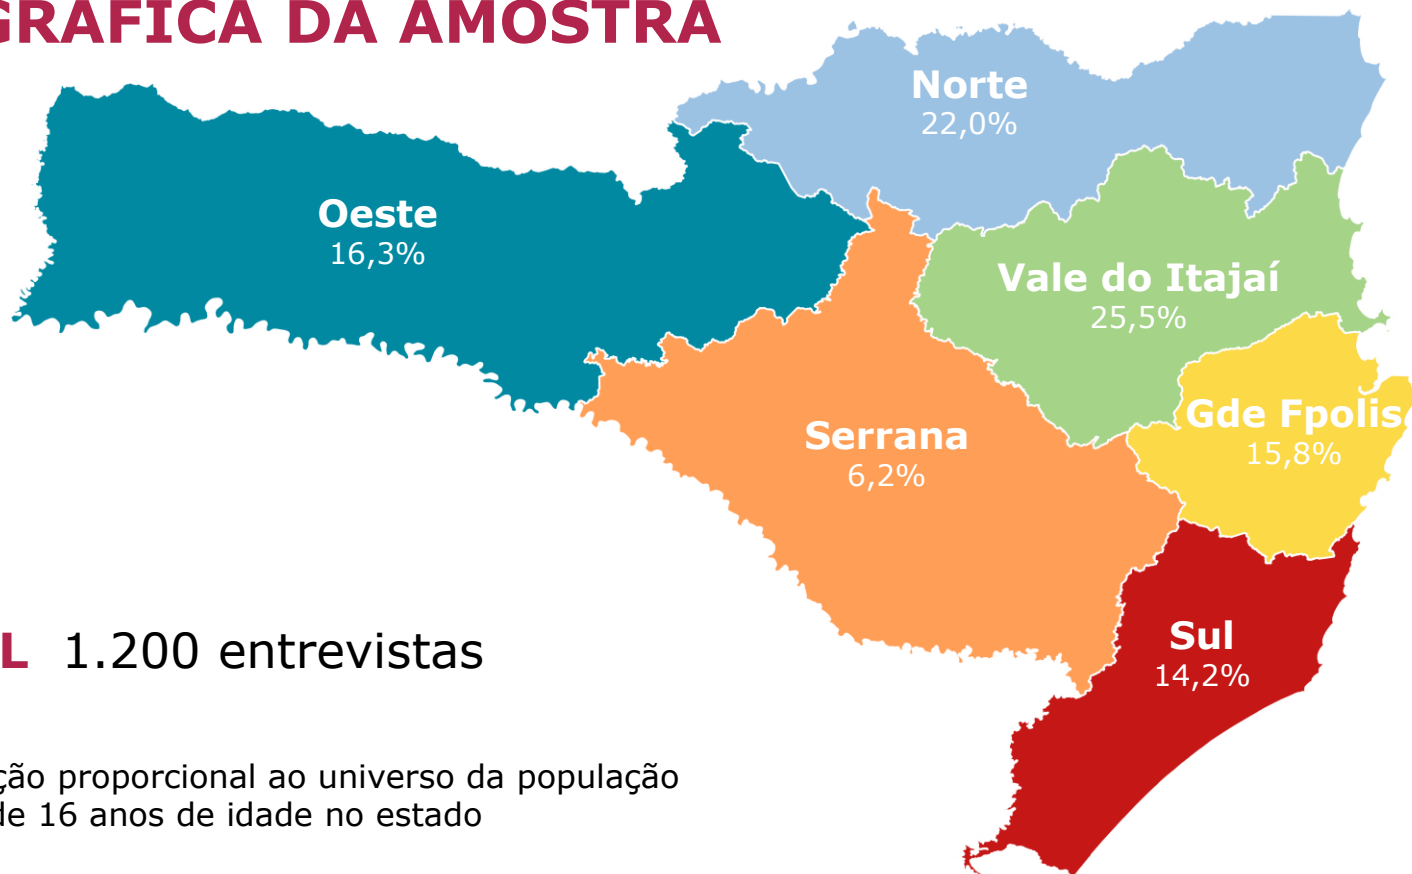 GRÁFICA DA AMOSTRA
Norte
22,0%
Oeste
16,3%
Vale do Itajaí
25,5%
Gde Fpolis
15,8%
Serrana
6,2%
Sul
14,2%
L 1.200 entrevistas
ção proporcional ao universo da população
de 16 anos de idade no estado